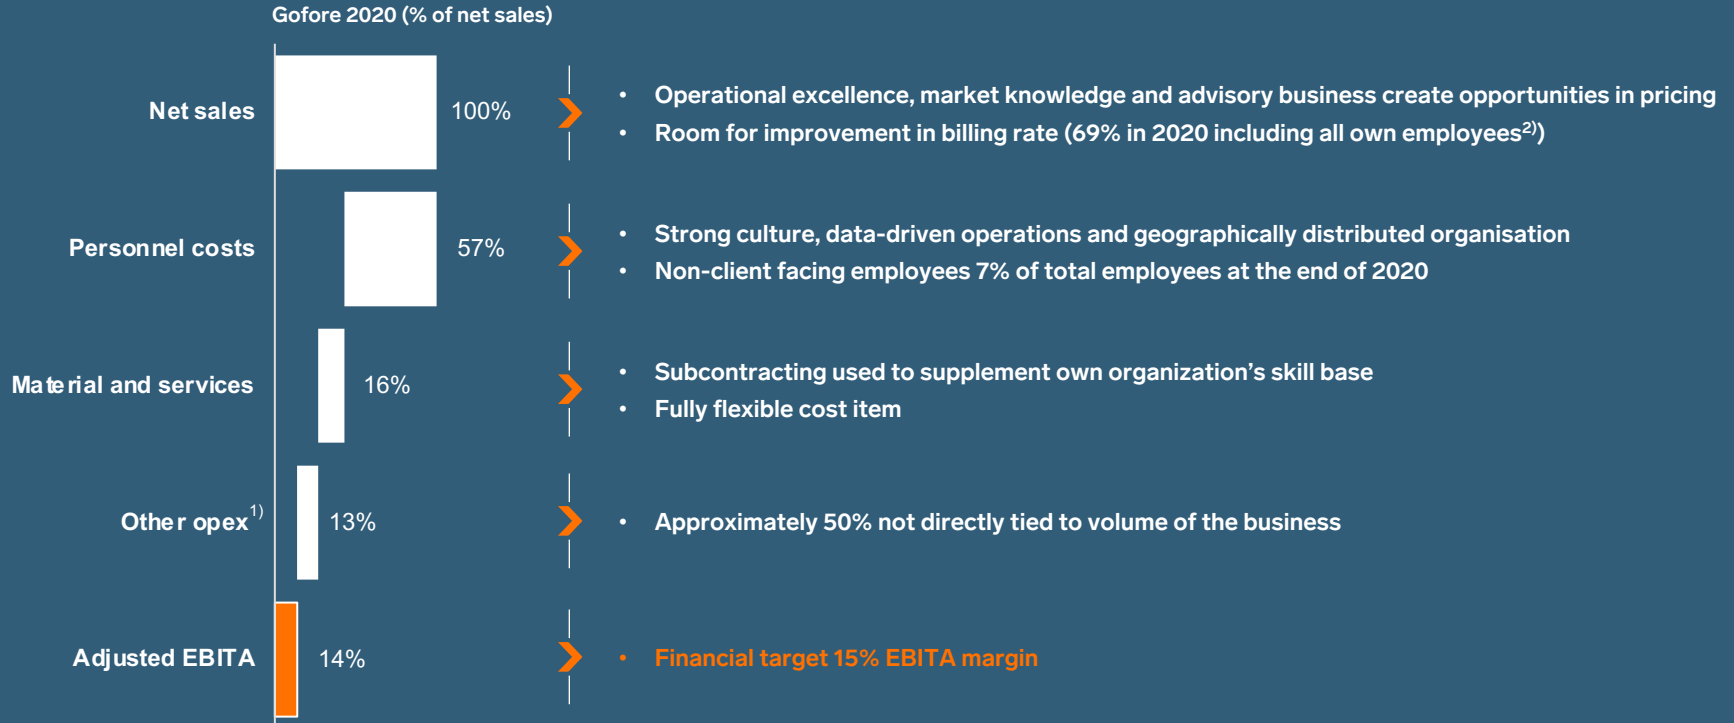 Gofore 2020 (% of net sales)
Net sales
100%
• Operational excellence, market knowledge and advisory business create opportunities in pricing
• Room for improvement in billing rate (69% in 2020 including all own employees²⁾)
Personnel costs
57%
• Strong culture, data-driven operations and geographically distributed organisation
• Non-client facing employees 7% of total employees at the end of 2020
Material and services
16%
• Subcontracting used to supplement own organization’s skill base
• Fully flexible cost item
Other opex¹⁾
13%
• Approximately 50% not directly tied to volume of the business
Adjusted EBITA
14%
• Financial target 15% EBITA margin